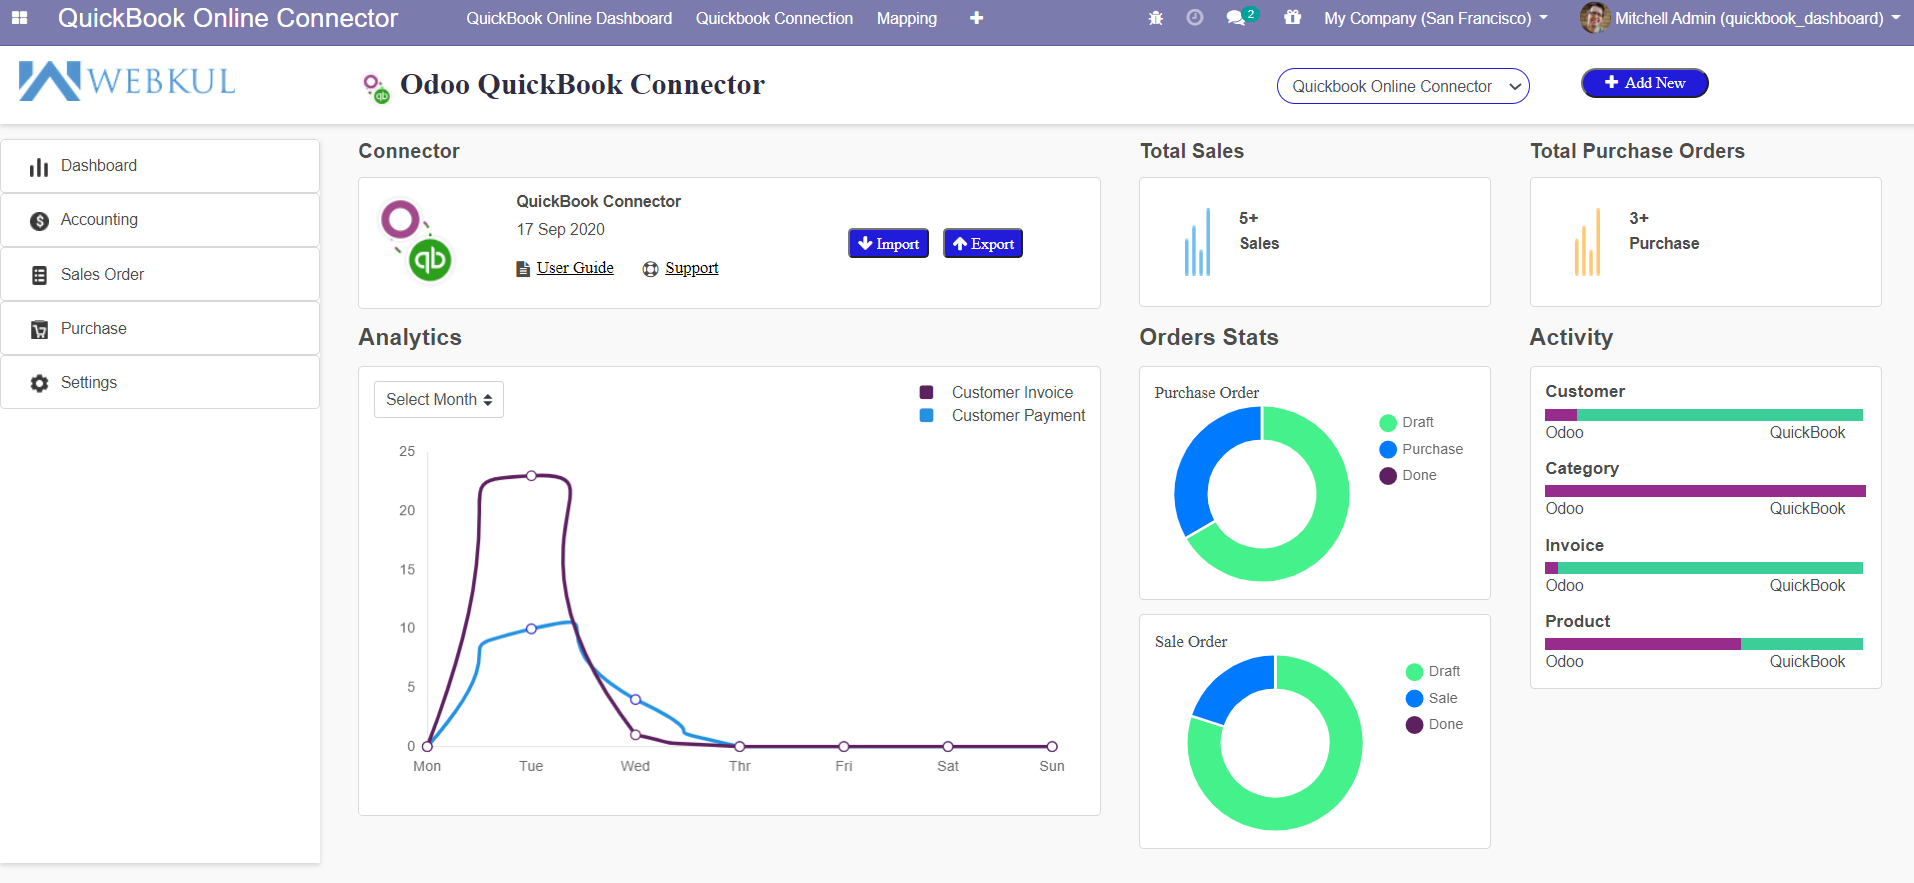 QuickBook Online Connector
QuickBook Online Dashboard
Quickbook Connection
Mapping
2
My Company (San Francisco)
Mitchell Admin (quickbook_dashboard)
WEBKUL
qb
Odoo QuickBook Connector
Quickbook Online Connector
Add New
Dashboard
$ Accounting
Sales Order
Purchase
Settings
Connector
qb
QuickBook Connector
17 Sep 2020
User Guide
Support
Import
Export
Total Sales
5+
Sales
Total Purchase Orders
3+
Purchase
Analytics
Select Month
Customer Invoice
Customer Payment
25
20
15
10
5
0
Mon Tue Wed Thr Fri Sat Sun
Orders Stats
Purchase Order
Draft
Purchase
Done
Sale Order
Draft
Sale
Done
Activity
Customer
Odoo QuickBook
Category
Odoo QuickBook
Invoice
Odoo QuickBook
Product
Odoo QuickBook